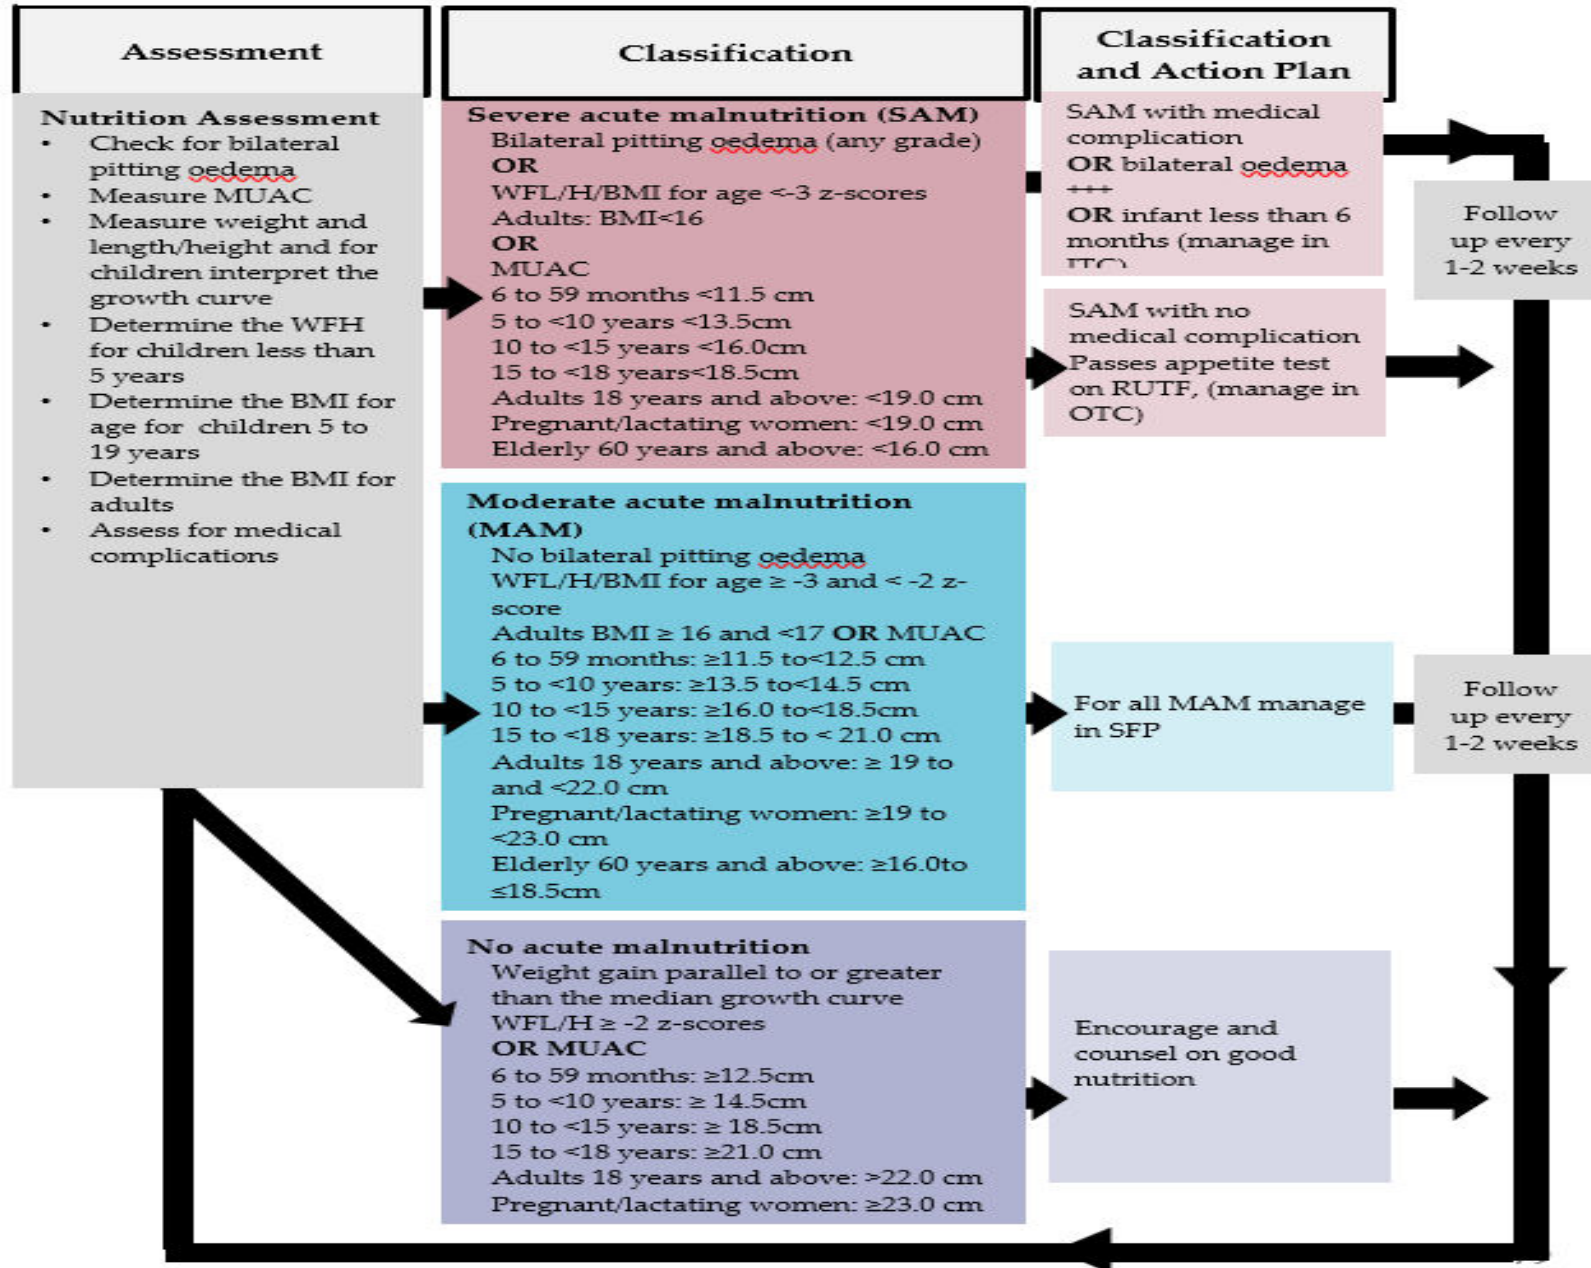 Assessment
Classification
Classification
and Action Plan
Nutrition Assessment
• Check for bilateral
pitting oedema
• Measure MUAC
• Measure weight and
length/height and for
children interpret the
growth curve
• Determine the WFH
for children less than
5 years
• Determine the BMI for
age for children 5 to
19 years
• Determine the BMI for
adults
• Assess for medical
complications
Severe acute malnutrition (SAM)
Bilateral pitting oedema (any grade)
OR
WFL/H/BMI for age <-3 z-scores
Adults: BMI<16
OR
MUAC
6 to 59 months <11.5 cm
5 to <10 years <13.5cm
10 to <15 years <16.0cm
15 to <18 years<18.5cm
Adults 18 years and above: <19.0 cm
Pregnant/lactating women: <19.0 cm
Elderly 60 years and above: <16.0 cm
SAM with medical
complication
OR bilateral oedema
+++
OR infant less than 6
months (manage in
ITC)
SAM with no
medical complication
Passes appetite test
on RUTF, (manage in
OTC)
Follow
up every
1-2 weeks
Moderate acute malnutrition
(MAM)
No bilateral pitting oedema
WFL/H/BMI for age ≥ -3 and < -2 z-
score
Adults BMI ≥ 16 and <17 OR MUAC
6 to 59 months: ≥11.5 to<12.5 cm
5 to <10 years: ≥13.5 to<14.5 cm
10 to <15 years: ≥16.0 to<18.5cm
15 to <18 years: ≥18.5 to < 21.0 cm
Adults 18 years and above: ≥ 19 to
and <22.0 cm
Pregnant/lactating women: ≥19 to
<23.0 cm
Elderly 60 years and above: ≥16.0to
≤18.5cm
For all MAM manage
in SFP
Follow
up every
1-2 weeks
No acute malnutrition
Weight gain parallel to or greater
than the median growth curve
WFL/H ≥ -2 z-scores
OR MUAC
6 to 59 months: ≥12.5cm
5 to <10 years: ≥ 14.5cm
10 to <15 years: ≥ 18.5cm
15 to <18 years: ≥21.0 cm
Adults 18 years and above: >22.0 cm
Pregnant/lactating women: ≥23.0 cm
Encourage and
counsel on good
nutrition